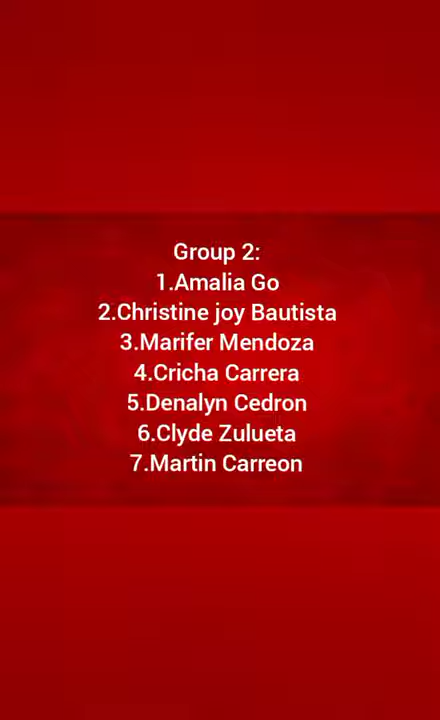 Group 2:
1.Amalia Go
2.Christine joy Bautista
3.Marifer Mendoza
4.Cricha Carrera
5.Denalyn Cedron
6.Clyde Zulueta
7.Martin Carreon